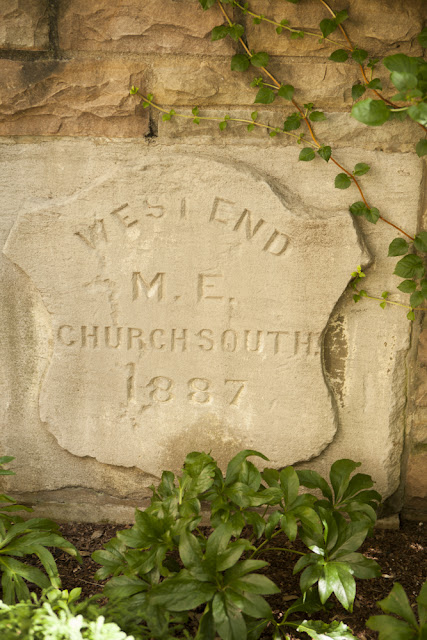 WEST END
M. E.
CHURCH SOUTH.
1887